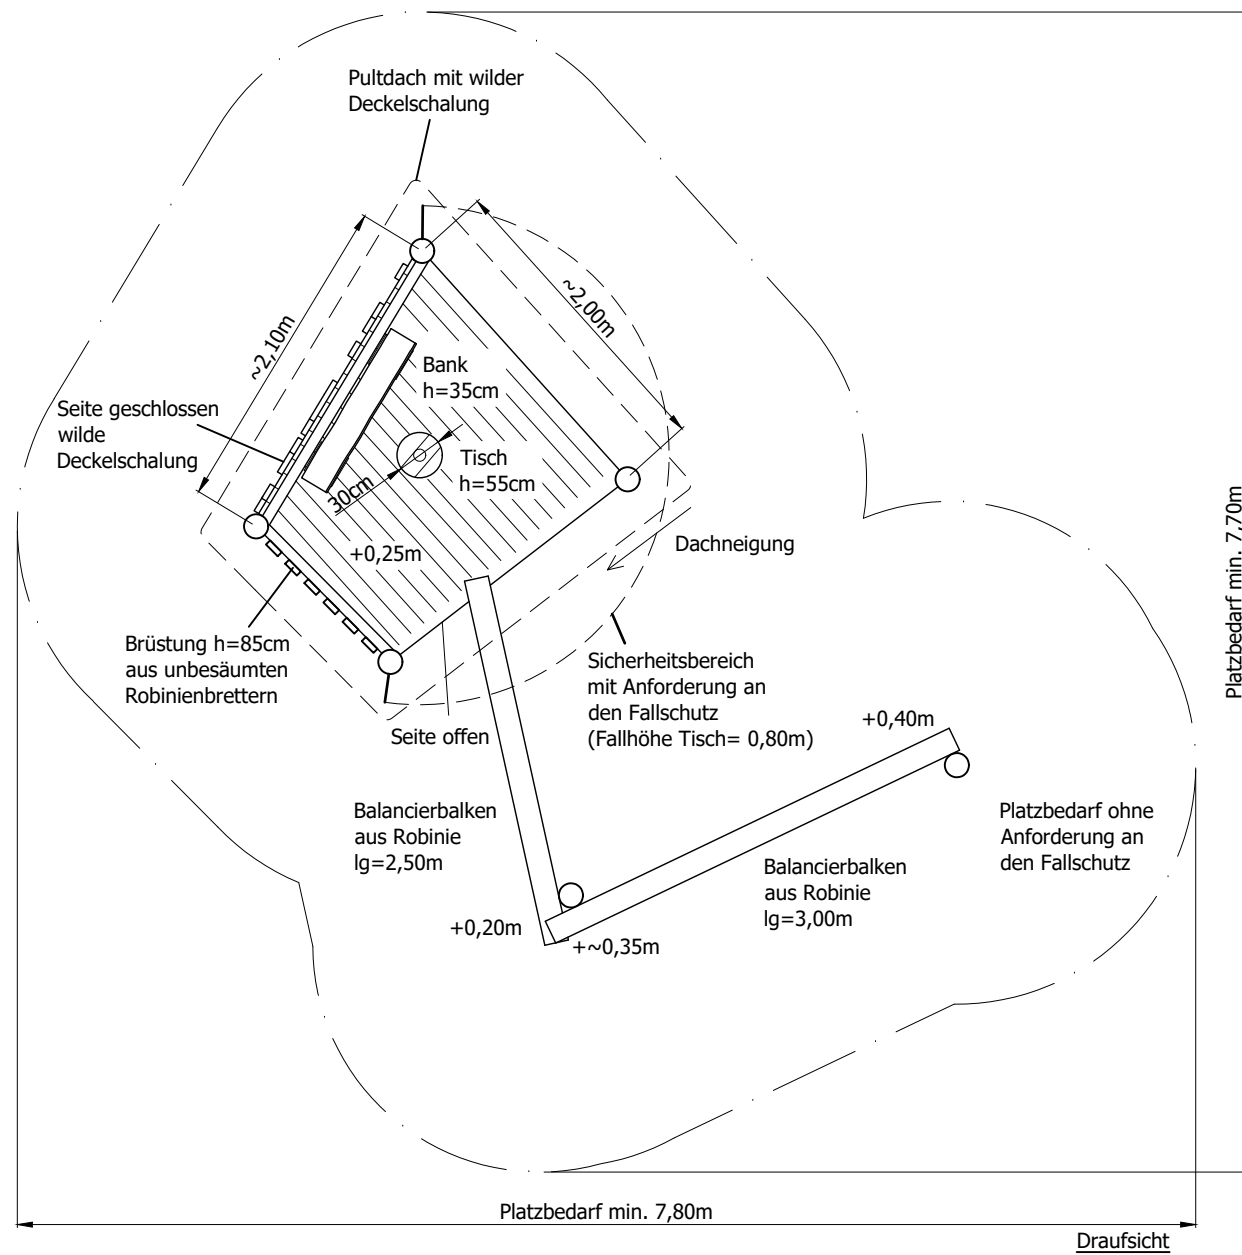 Pultdach mit wilder
Deckelschalung
~2,10m
~2,00m
Bank
h=35cm
Seite geschlossen
wilde
Deckelschalung
Tisch
h=55cm
30cm
+0,25m
Dachneigung
Platzbedarf min. 7,70m
Brüstung h=85cm
aus unbesäumten
Robinienbrettern
Sicherheitsbereich
mit Anforderung an
den Fallschutz
(Fallhöhe Tisch= 0,80m)
Seite offen
+0,40m
Balancierbalken
aus Robinie
lg=2,50m
Platzbedarf ohne
Anforderung an
den Fallschutz
Balancierbalken
aus Robinie
lg=3,00m
+0,20m
+~0,35m
Platzbedarf min. 7,80m
Draufsicht